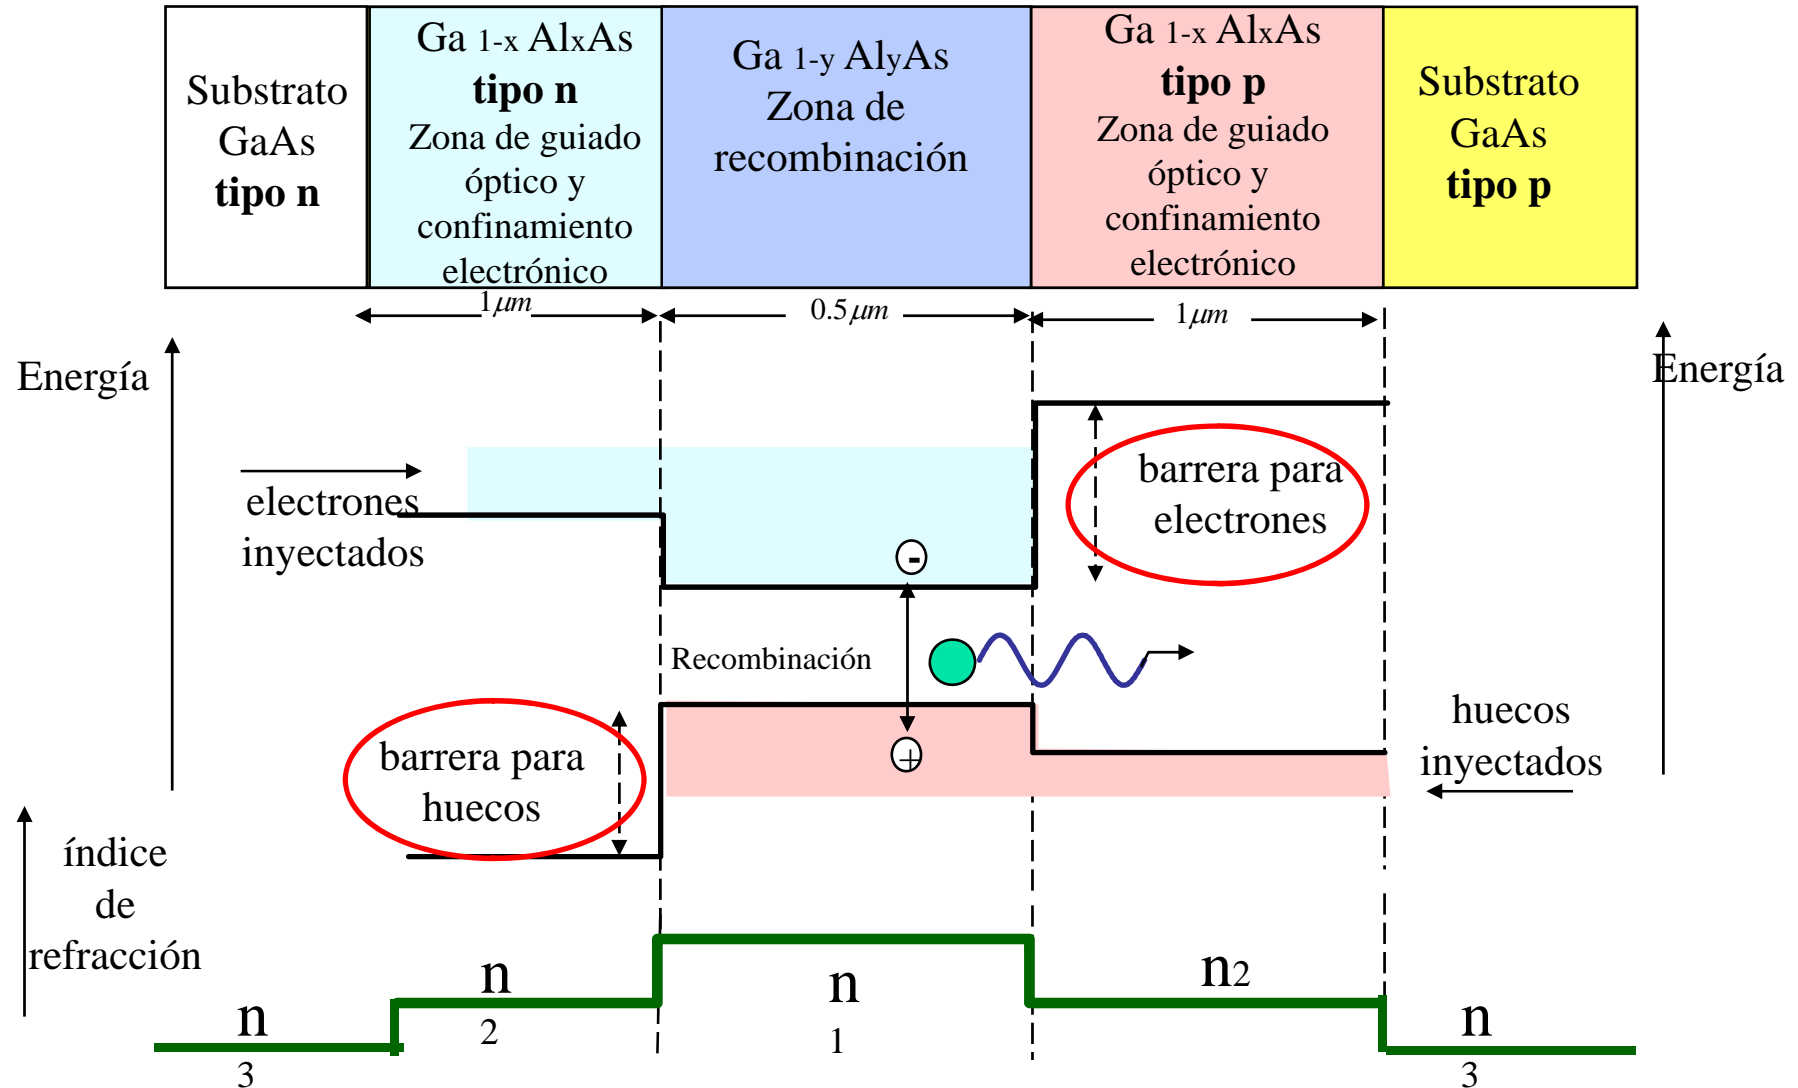 Substrato
GaAs
tipo n
Ga 1-x AlxAs
tipo n
Zona de guiado
óptico y
confinamiento
electrónico
Ga 1-y AlyAs
Zona de
recombinación
Ga 1-x AlxAs
tipo p
Zona de guiado
óptico y
confinamiento
electrónico
Substrato
GaAs
tipo p
1μm
0.5μm
1μm
Energía
Energía
electrones
inyectados
barrera para
electrones
-
Recombinación
+
barrera para
huecos
huecos
inyectados
índice
de
refracción
n
3
n
2
n
1
n2
n
3